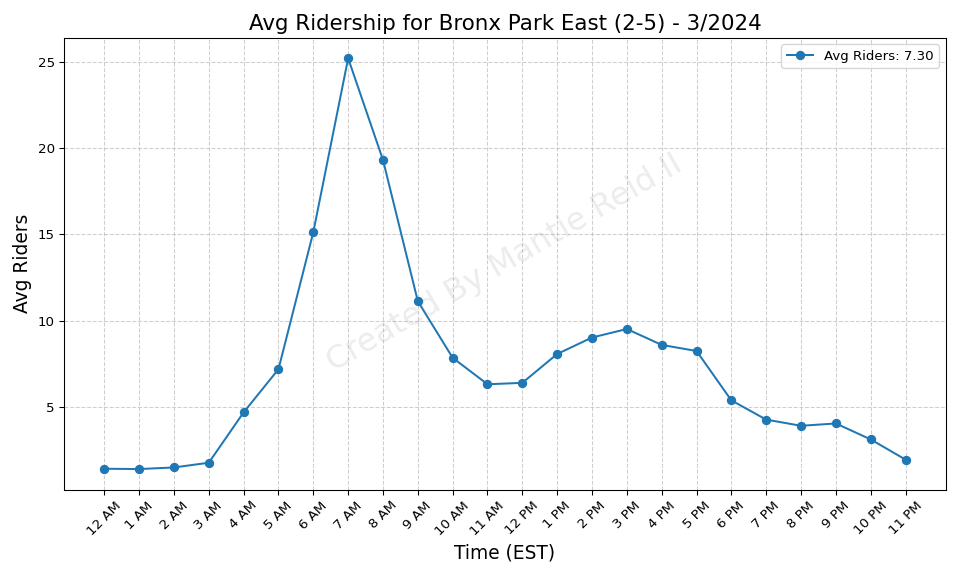 Avg Ridership for Bronx Park East (2-5) - 3/2024
Avg Riders: 7.30
25
20
15
10
5
Avg Riders
Created By Mantie Reid II
12 AM
1 AM
2 AM
3 AM
4 AM
5 AM
6 AM
7 AM
8 AM
9 AM
10 AM
11 AM
12 PM
1 PM
2 PM
3 PM
4 PM
5 PM
6 PM
7 PM
8 PM
9 PM
10 PM
11 PM
Time (EST)